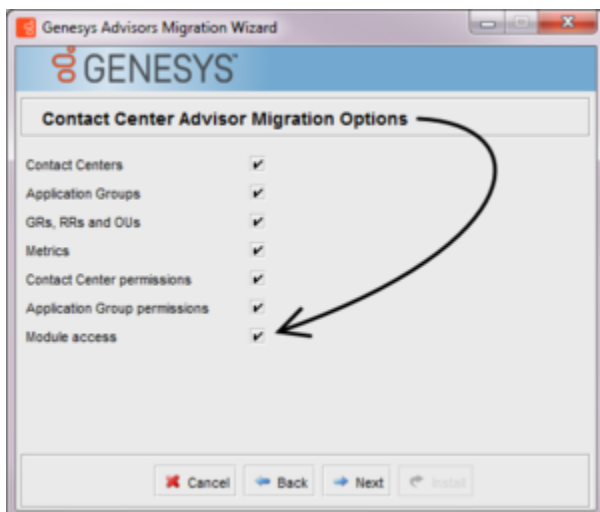 Genesys Advisors Migration Wizard
GENESYS™
Contact Center Advisor Migration Options
Contact Centers
Application Groups
GRs, RRs and OUs
Metrics
Contact Center permissions
Application Group permissions
Module access
Cancel Back Next Install